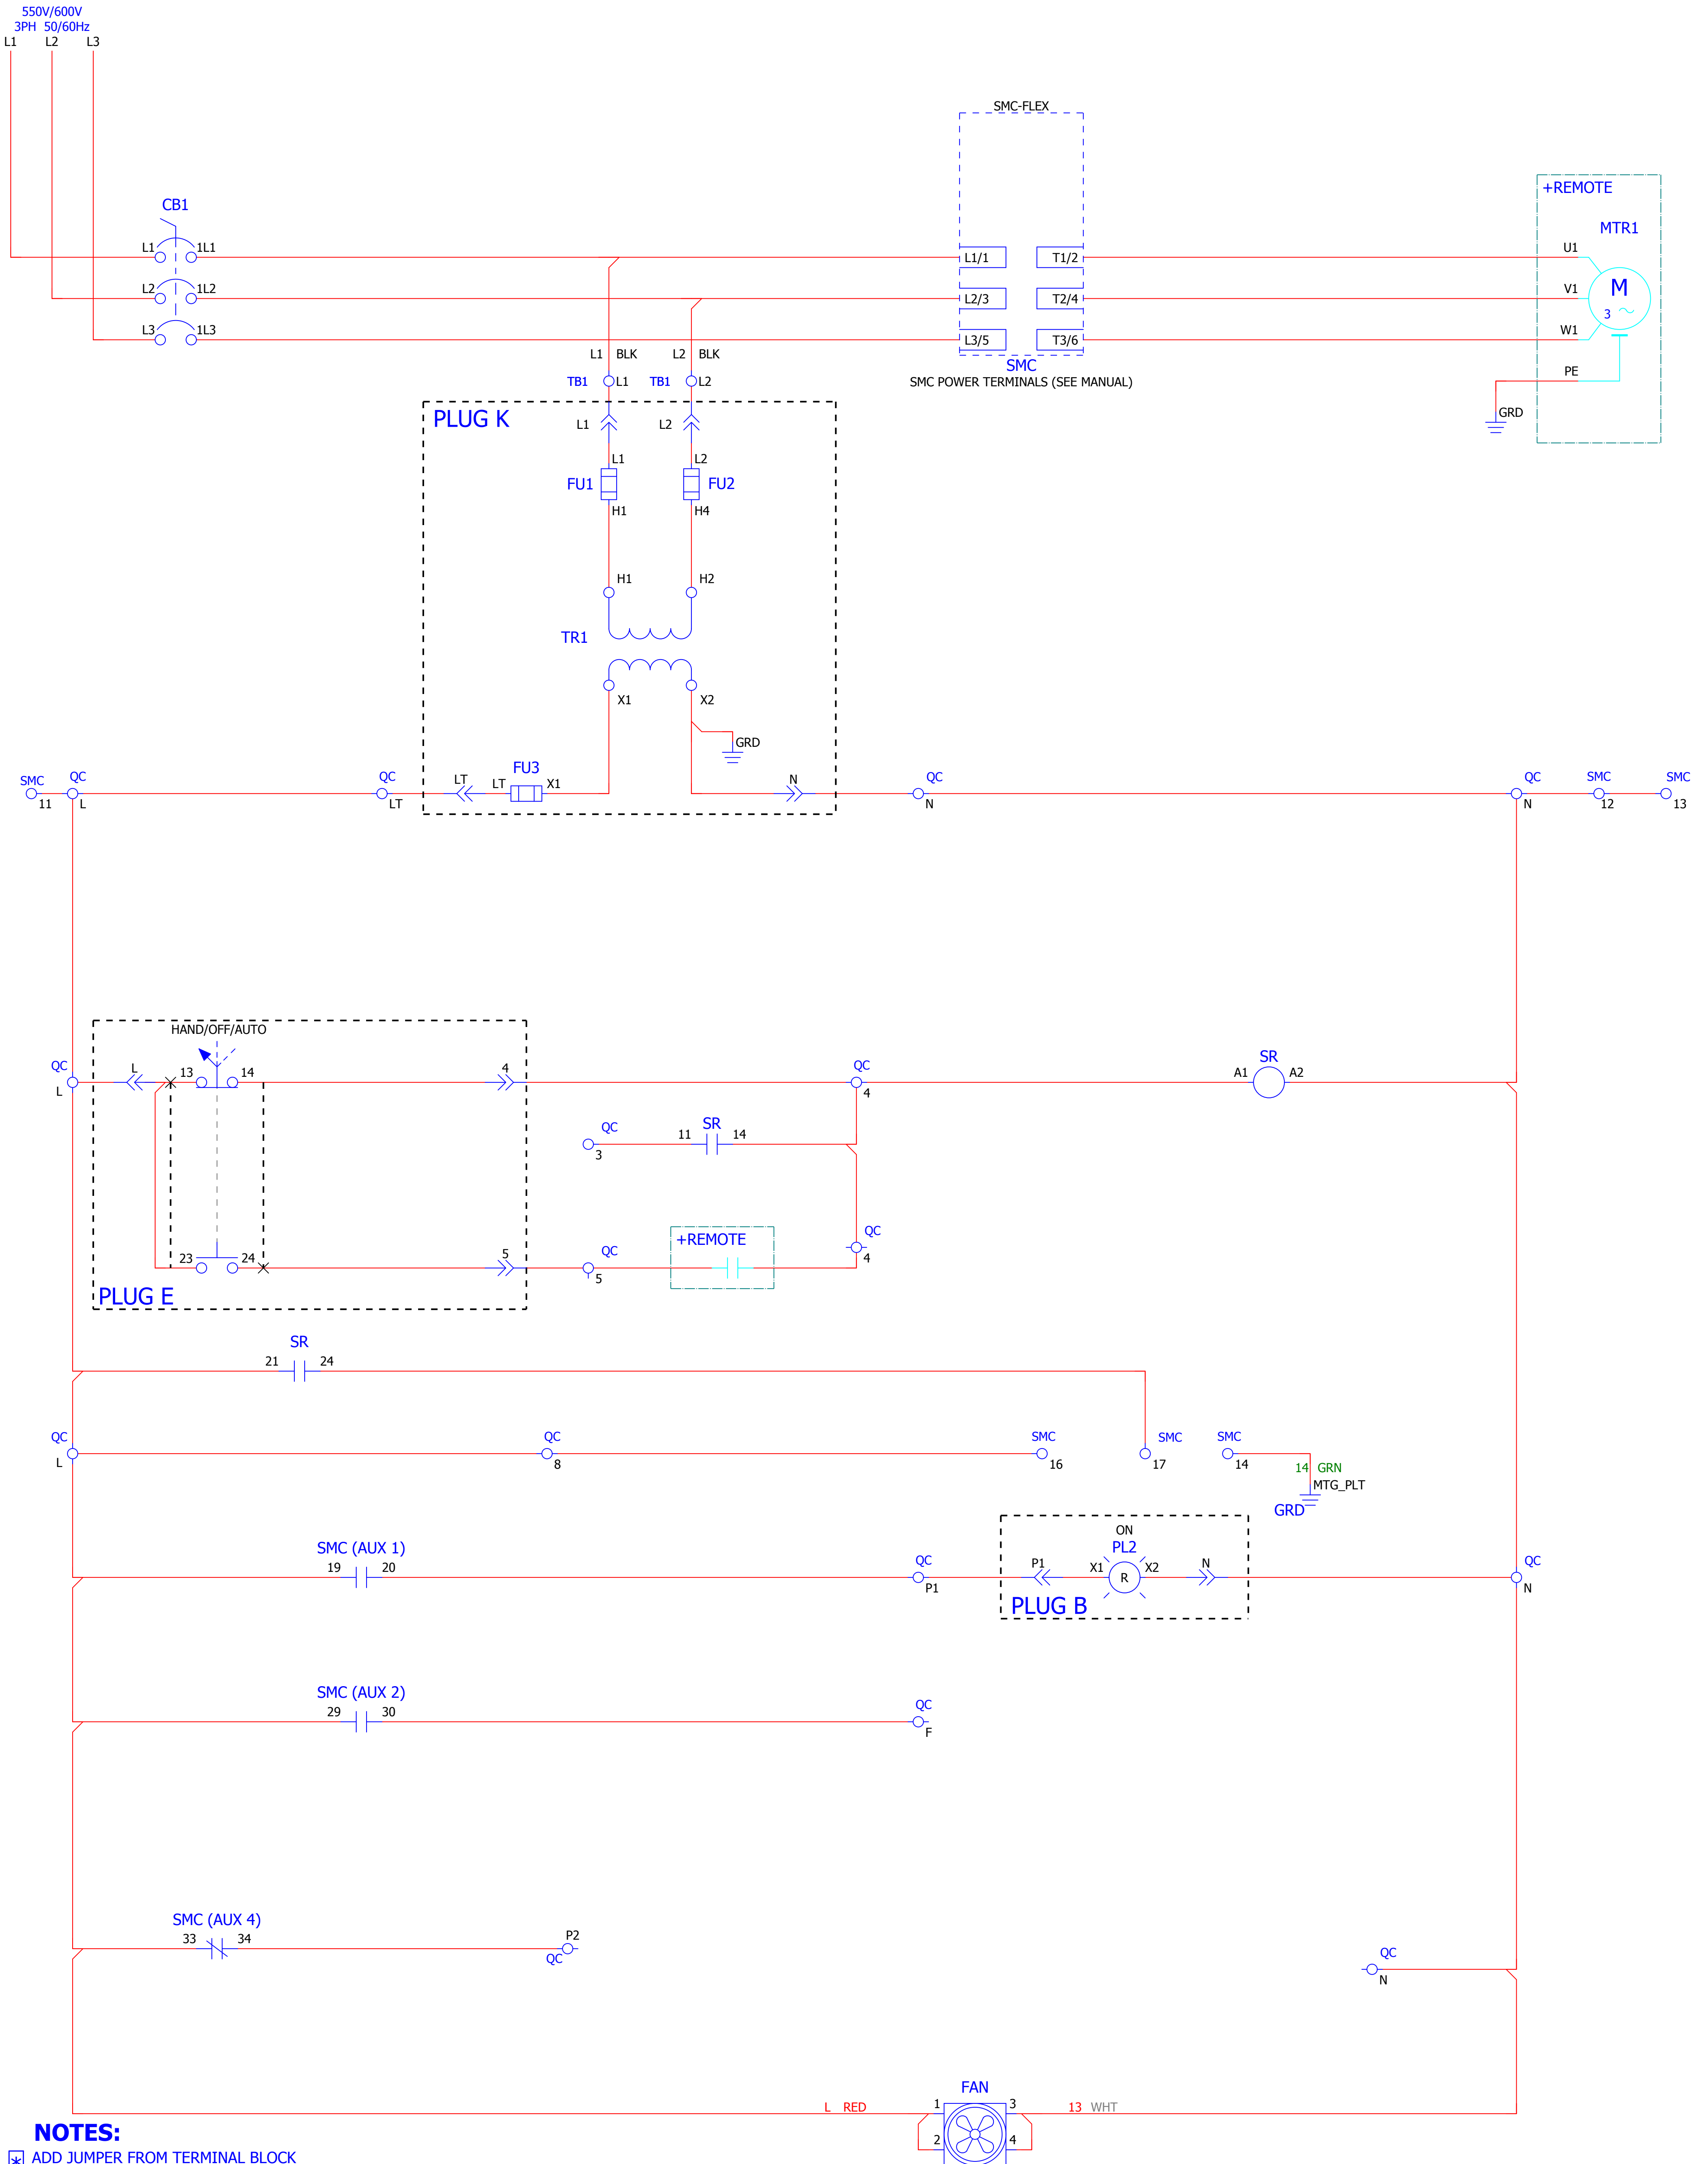 550V/600V
3PH 50/60Hz
L1 L2 L3
SMC-FLEX
CB1
+REMOTE
MTR1
L1 1L1 L1/1 T1/2 U1
L2 1L2 L2/3 T2/4 V1
M
3
L3 1L3 L3/5 T3/6 W1
L1 BLK L2 BLK
SMC
SMC POWER TERMINALS (SEE MANUAL)
PE
TB1 L1 TB1 L2
GRD
PLUG K
L1 L2
L1 L2
FU1 FU2
H1 H4
H1 H2
TR1
X1 X2
GRD
SMC QC QC LT LT FU3 X1 N QC QC SMC SMC
11 L LT N N 12 13
HAND/OFF/AUTO
QC L 13 14 4 QC SR
L 4 A1 A2
QC 11 SR 14
3
QC
+REMOTE
4
23 24 5 QC
5
PLUG E
SR
21 24
QC QC SMC SMC SMC
L 8 16 17 14
14 GRN
MTG_PLT
GRD
ON
SMC (AUX 1) PL2
19 20 QC P1 X1 R X2 N QC
P1 N
PLUG B
SMC (AUX 2)
29 30 QC
F
SMC (AUX 4)
33 34 P2
QC
QC
N
FAN
L RED 1 3 13 WHT
2 4
NOTES:
* ADD JUMPER FROM TERMINAL BLOCK